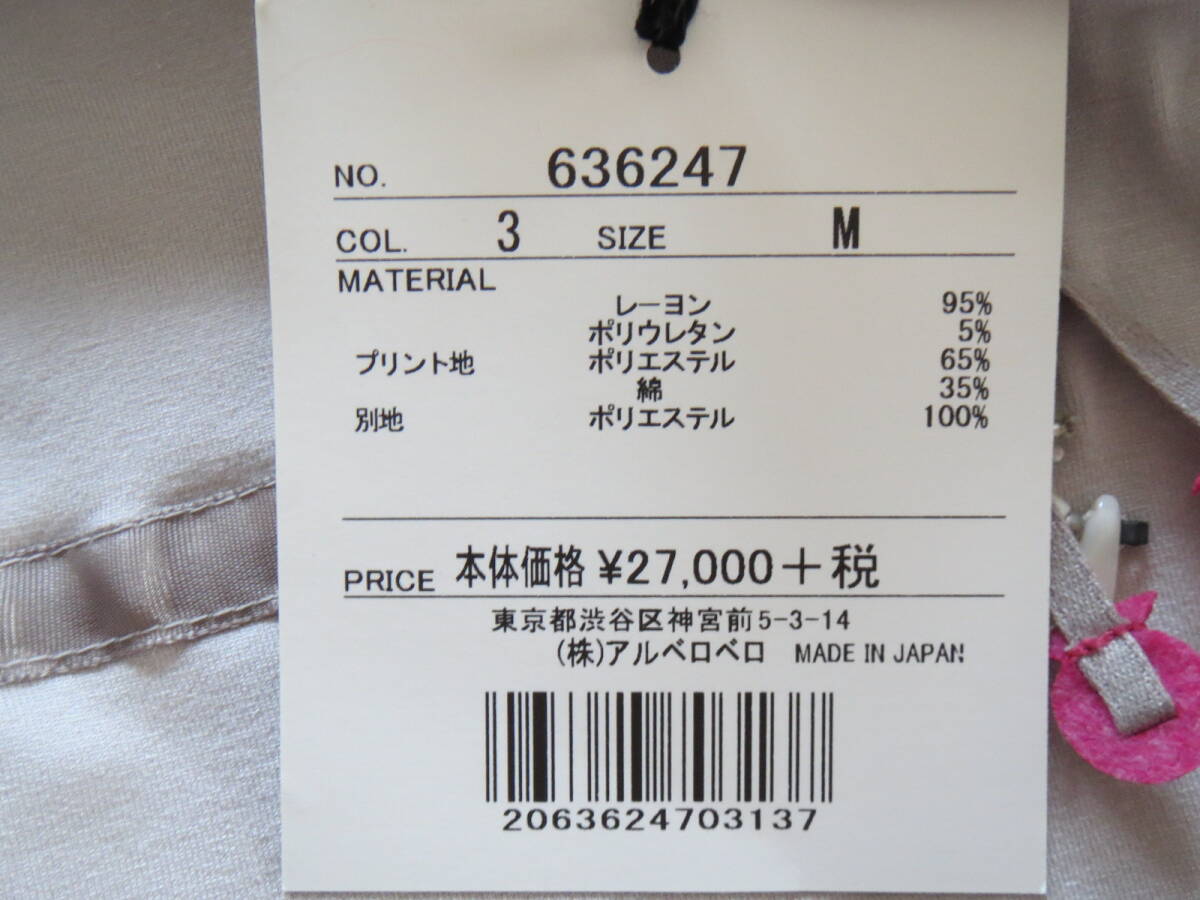 NO. 636247
COL. 3 SIZE M
MATERIAL
レーヨン 95%
ポリウレタン 5%
プリント地 ポリエステル 65%
綿 35%
別地 ポリエステル 100%
PRICE 本体価格 ¥27,000+税
東京都渋谷区神宮前5-3-14
(株)アルベロベロ MADE IN JAPAN
2063624703137